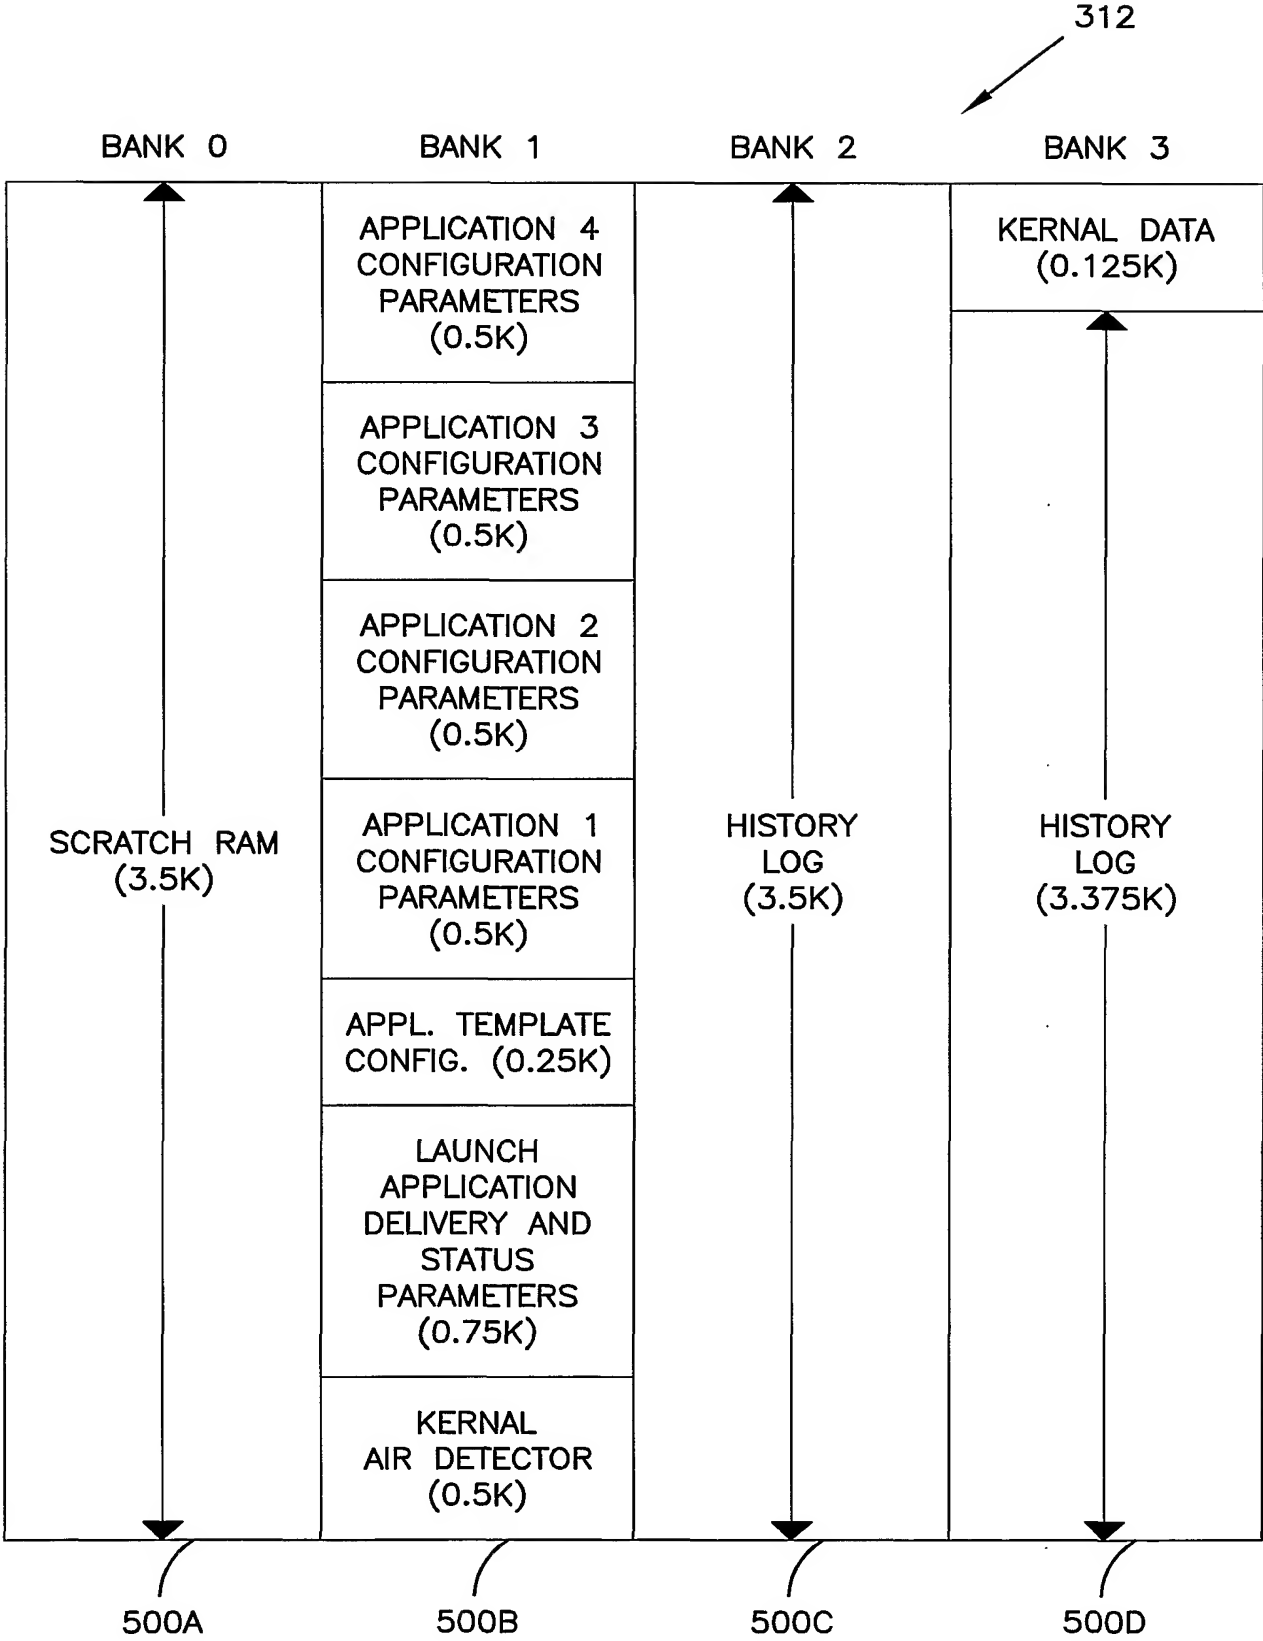 312
BANK 0
BANK 1
BANK 2
BANK 3
SCRATCH RAM
(3.5K)
APPLICATION 4
CONFIGURATION
PARAMETERS
(0.5K)
APPLICATION 3
CONFIGURATION
PARAMETERS
(0.5K)
APPLICATION 2
CONFIGURATION
PARAMETERS
(0.5K)
APPLICATION 1
CONFIGURATION
PARAMETERS
(0.5K)
APPL. TEMPLATE
CONFIG. (0.25K)
LAUNCH
APPLICATION
DELIVERY AND
STATUS
PARAMETERS
(0.75K)
KERNAL
AIR DETECTOR
(0.5K)
HISTORY
LOG
(3.5K)
KERNAL DATA
(0.125K)
HISTORY
LOG
(3.375K)
500A
500B
500C
500D